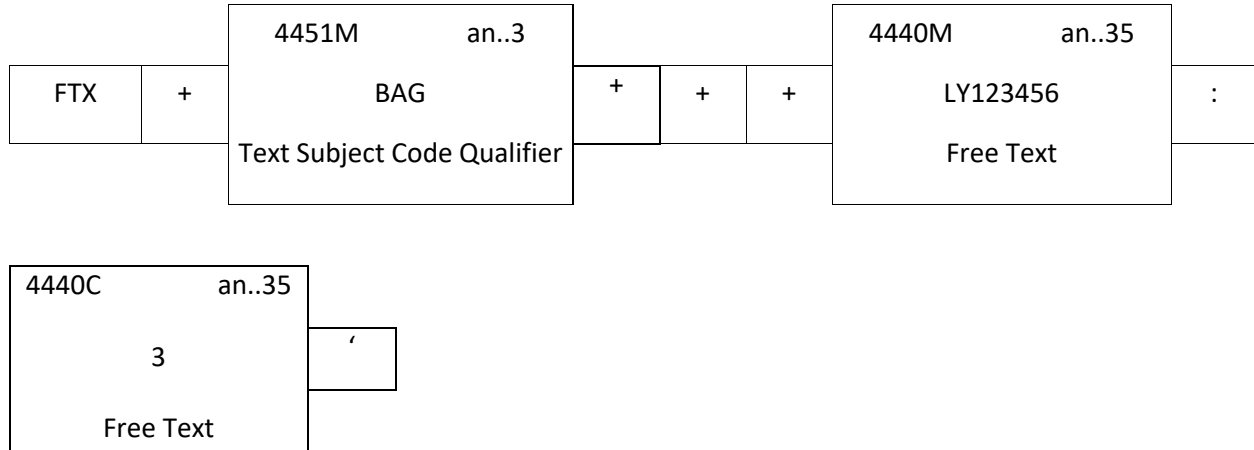 4451M an..3
4440M an..35
FTX + BAG + + + LY123456 :
Text Subject Code Qualifier
Free Text
4440C an..35
3 ‘
Free Text